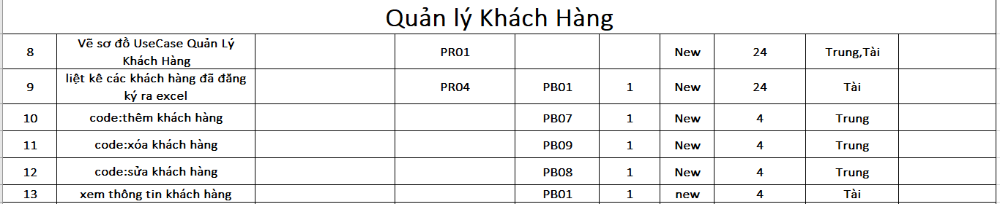 Quản lý Khách Hàng
8 Vẽ sơ đồ UseCase Quản Lý Khách Hàng PR01 New 24 Trung,Tài
9 liệt kê các khách hàng đã đăng ký ra excel PR04 PB01 1 New 24 Tài
10 code:thêm khách hàng PB07 1 New 4 Trung
11 code:xóa khách hàng PB09 1 New 4 Trung
12 code:sửa khách hàng PB08 1 New 4 Trung
13 xem thông tin khách hàng PB01 1 new 4 Tài